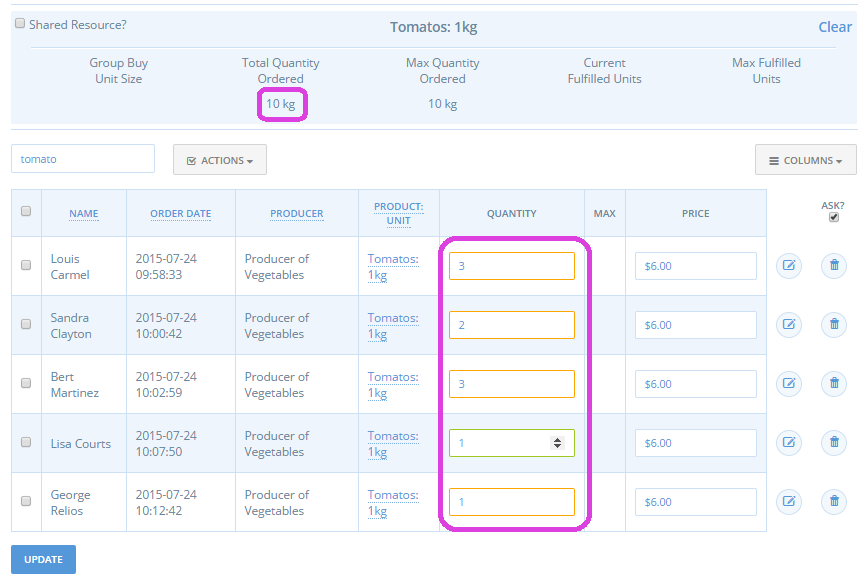 Shared Resource? Tomatos: 1kg Clear
Group Buy Total Quantity Max Quantity Current Max Fulfilled
Unit Size Ordered Ordered Fulfilled Units Units
10 kg 10 kg
tomato ACTIONS COLUMNS
NAME ORDER DATE PRODUCER PRODUCT: UNIT QUANTITY MAX PRICE ASK?
Louis 2015-07-24 Producer of Tomatos: 3 $6.00
Carmel 09:58:33 Vegetables 1kg
Sandra 2015-07-24 Producer of Tomatos: 2 $6.00
Clayton 10:00:42 Vegetables 1kg
Bert 2015-07-24 Producer of Tomatos: 3 $6.00
Martinez 10:02:59 Vegetables 1kg
Lisa Courts 2015-07-24 Producer of Tomatos: 1 $6.00
10:07:50 Vegetables 1kg
George 2015-07-24 Producer of Tomatos: 1 $6.00
Relios 10:12:42 Vegetables 1kg
UPDATE